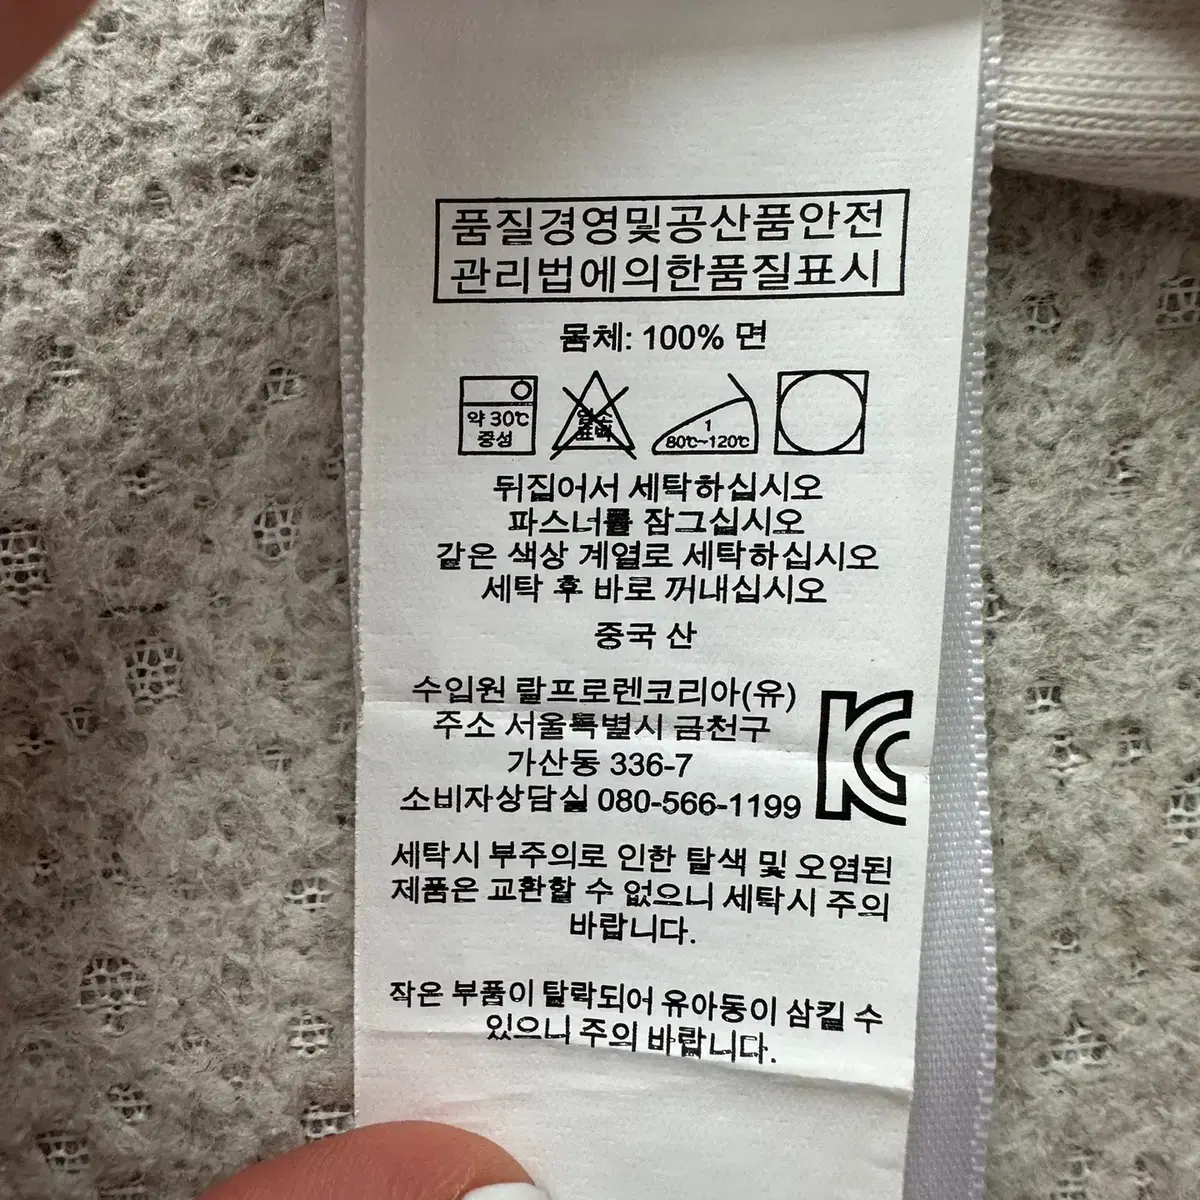 품질경영및공산품안전
관리법에의한품질표시
몸체: 100% 면
약 30℃
중성
염소
표백
1
80℃~120℃
뒤집어서 세탁하십시오
파스너를 잠그십시오
같은 색상 계열로 세탁하십시오
세탁 후 바로 꺼내십시오
중국 산
수입원 랄프로렌코리아(유)
주소 서울특별시 금천구
가산동 336-7
소비자상담실 080-566-1199
KC
세탁시 부주의로 인한 탈색 및 오염된
제품은 교환할 수 없으니 세탁시 주의
바랍니다.
작은 부품이 탈락되어 유아동이 삼킬 수
있으니 주의 바랍니다.